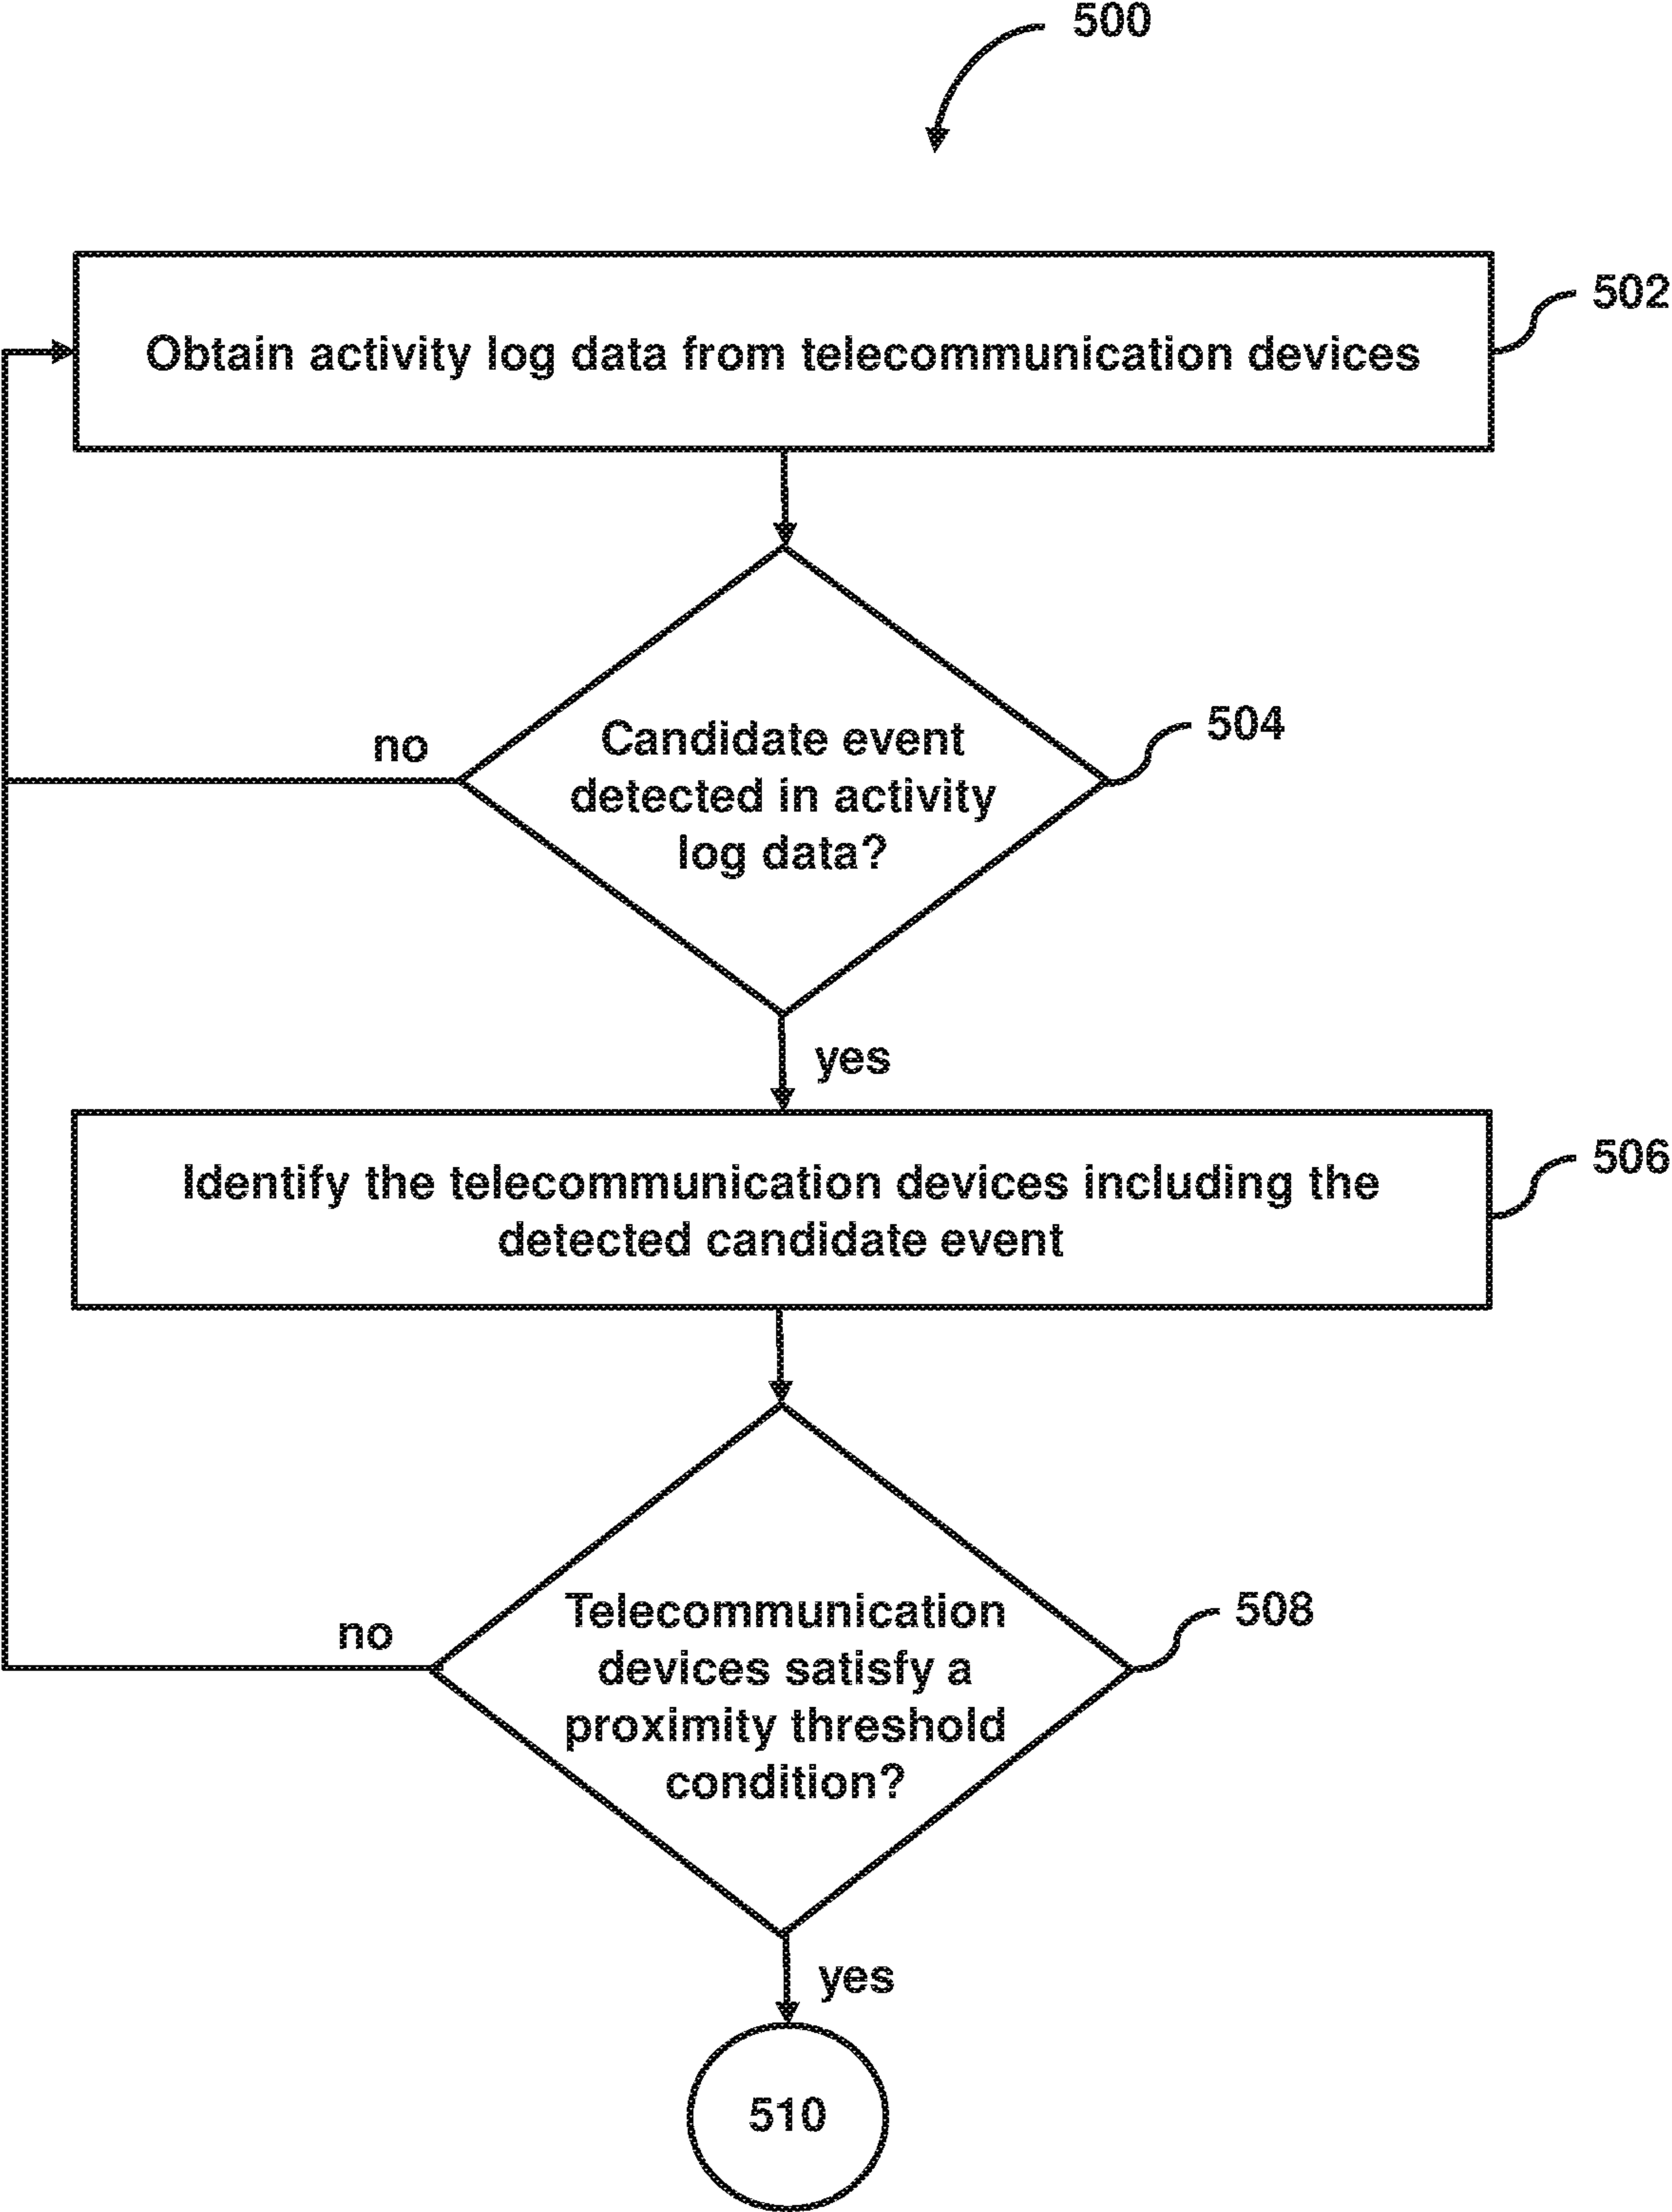 500
502
Obtain activity log data from telecommunication devices
504
no
Candidate event
detected in activity
log data?
yes
506
Identify the telecommunication devices including the
detected candidate event
508
no
Telecommunication
devices satisfy a
proximity threshold
condition?
yes
510